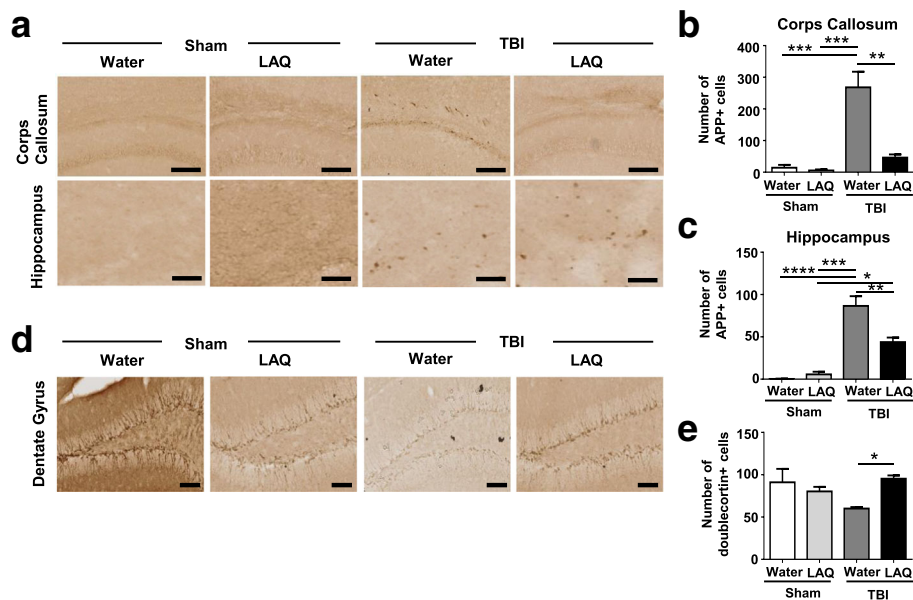 a
Sham
TBI
Water
LAQ
Water
LAQ
Corps
Callosum
Hippocampus
b
Corps Callosum
***
***
**
Number of
APP+ cells
400
300
200
100
0
Water LAQ Water LAQ
Sham
TBI
c
Hippocampus
***
****
*
**
Number of
APP+ cells
150
100
50
0
Water LAQ Water LAQ
Sham
TBI
d
Sham
TBI
Water
LAQ
Water
LAQ
Dentate Gyrus
e
*
Number of
doublecortin+ cells
150
100
50
0
Water LAQ Water LAQ
Sham
TBI